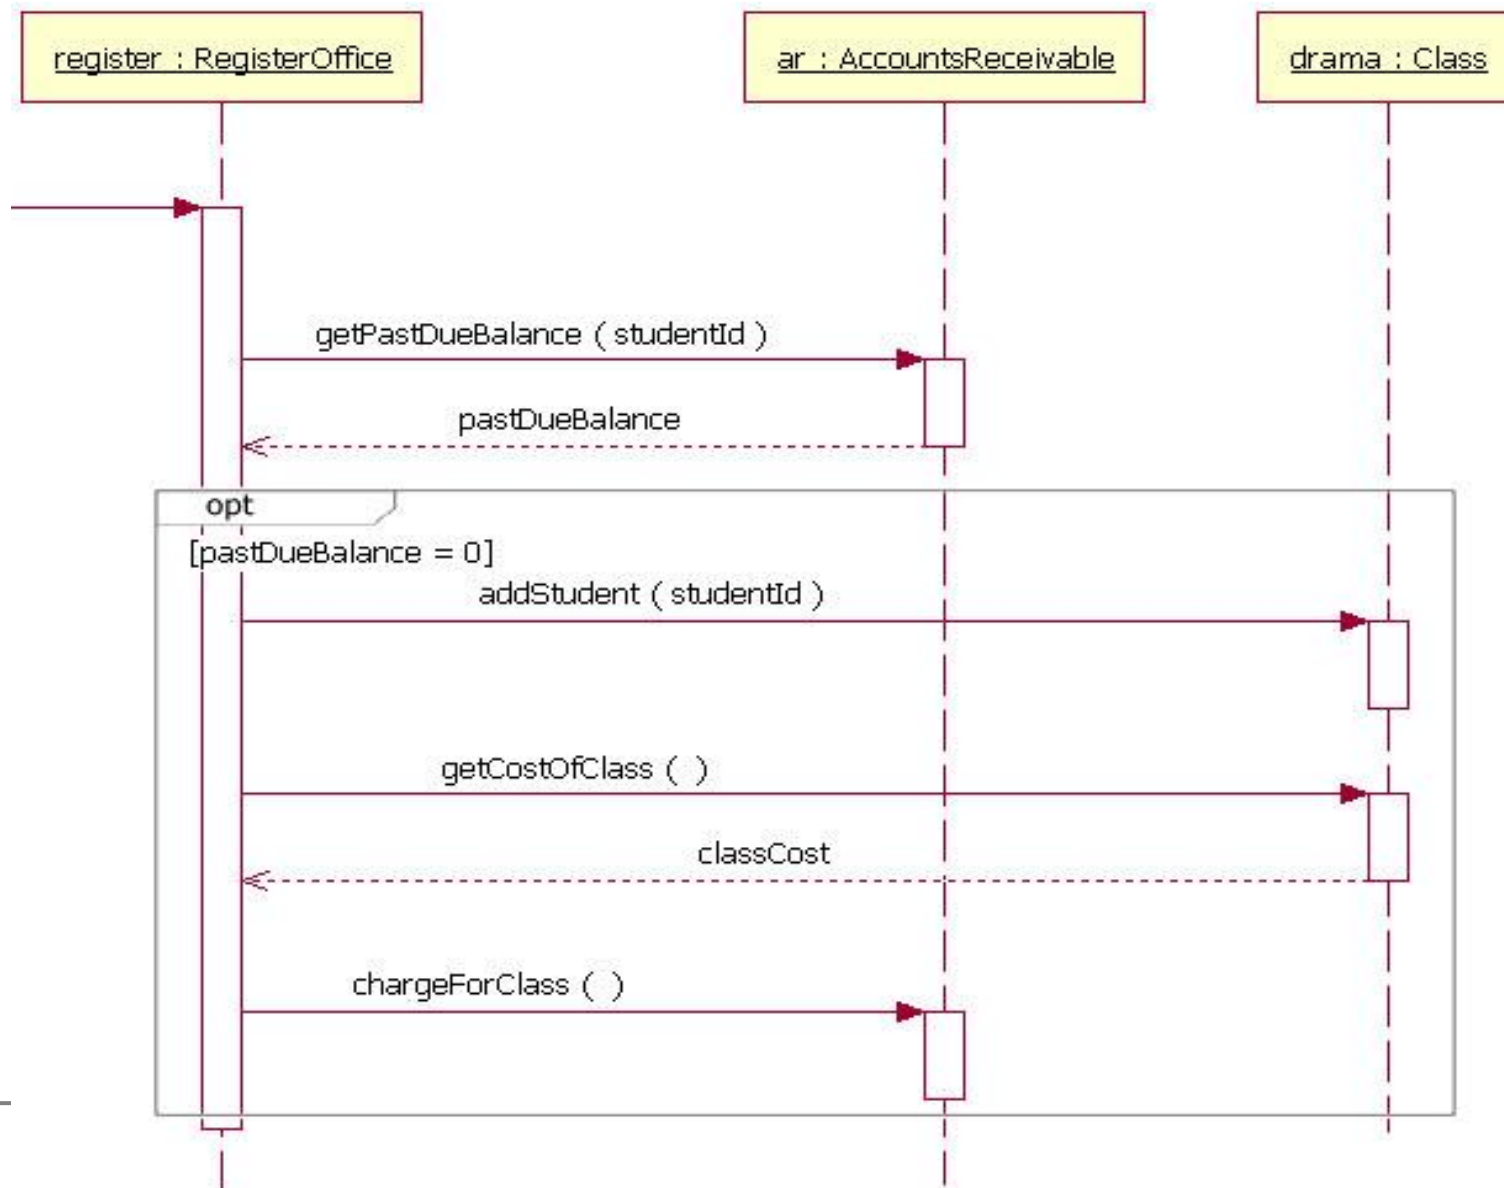 register : RegisterOffice
ar : AccountsReceivable
drama : Class
getPastDueBalance ( studentId )
pastDueBalance
opt
[pastDueBalance = 0]
addStudent ( studentId )
getCostOfClass (  )
classCost
chargeForClass (  )